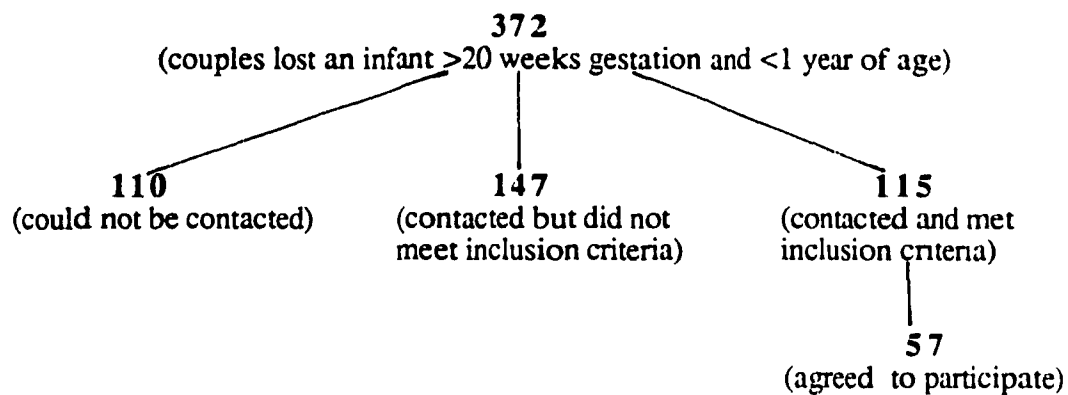 372
(couples lost an infant >20 weeks gestation and <1 year of age)
110
(could not be contacted)
147
(contacted but did not
meet inclusion criteria)
115
(contacted and met
inclusion criteria)
57
(agreed to participate)